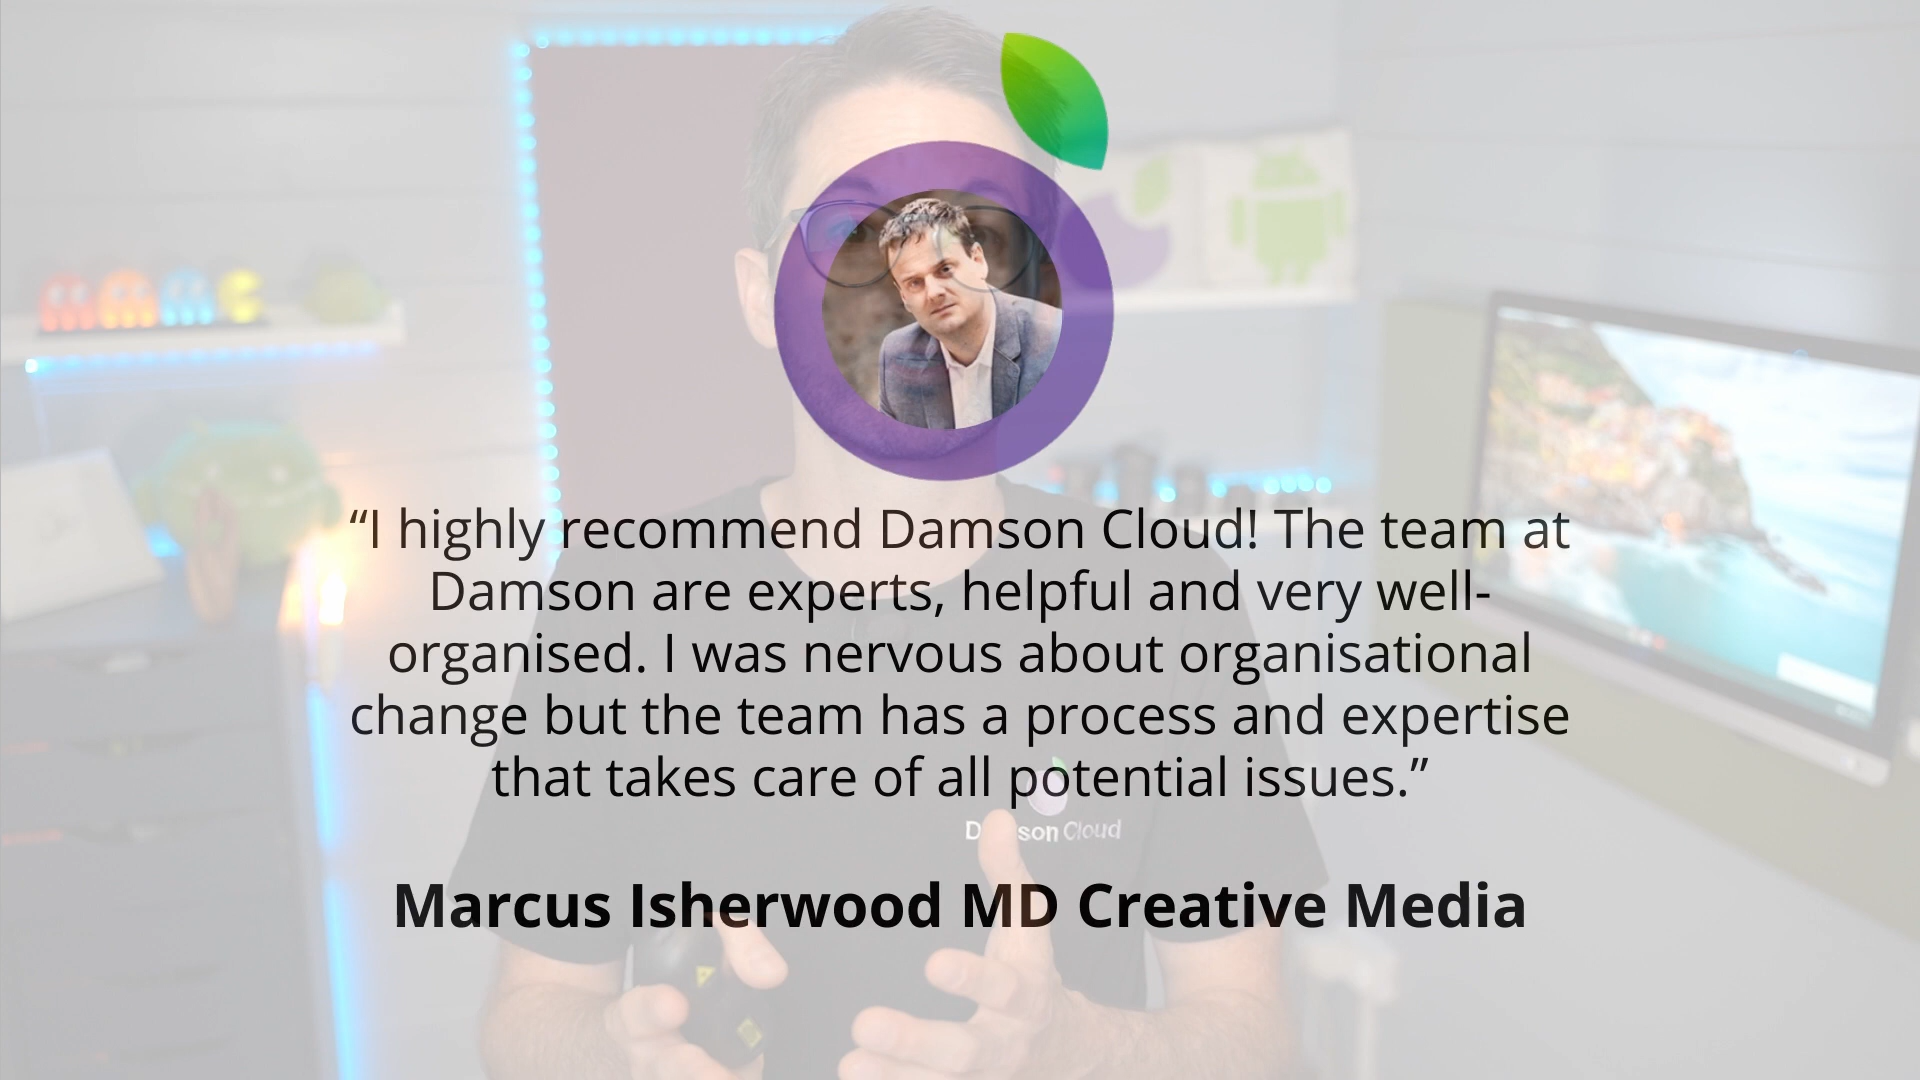 “I highly recommend Damson Cloud! The team at
Damson are experts, helpful and very well-
organised. I was nervous about organisational
change but the team has a process and expertise
that takes care of all potential issues.”
Damson Cloud
Marcus Isherwood MD Creative Media